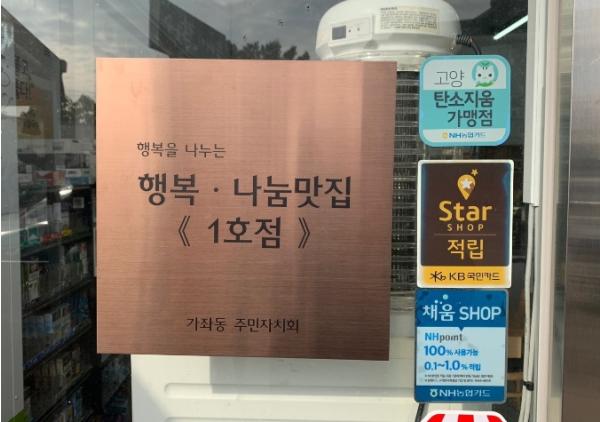 행복을 나누는
행복 · 나눔맛집
《 1호점 》
가좌동 주민자치회
고양
탄소지움
가맹점
NH농협카드
Star
SHOP
적립
KB국민카드
채움 SHOP
NHpoint
100% 사용가능
0.1~1.0% 적립
NH농협카드